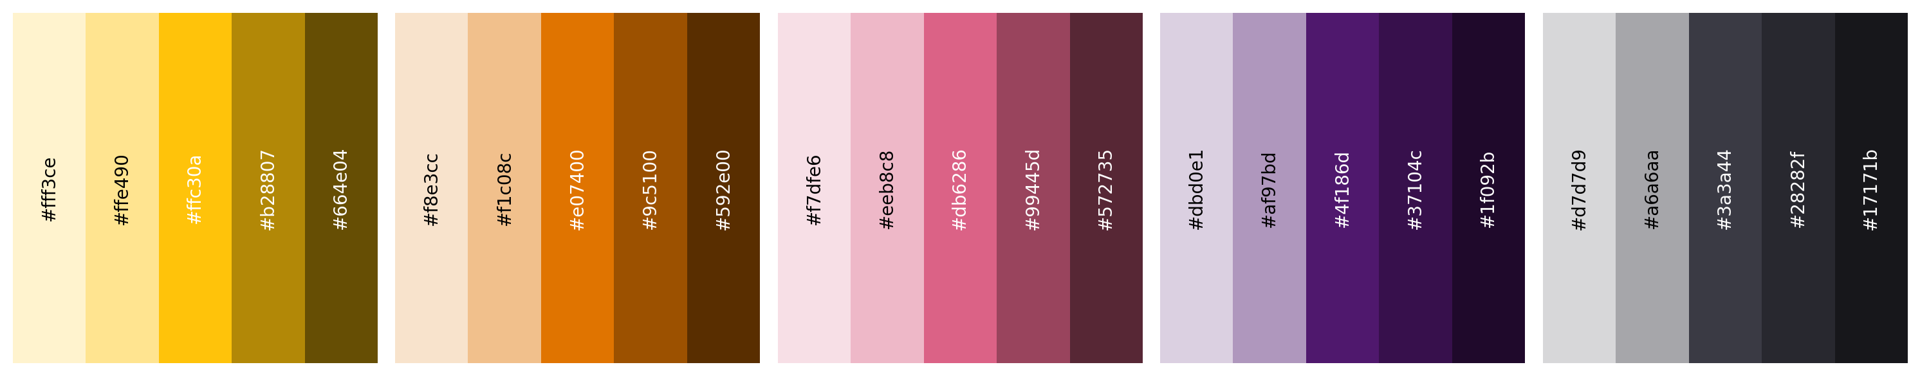 #fff3ce
#ffe490
#ffc30a
#b28807
#664e04
#f8e3cc
#f1c08c
#e07400
#9c5100
#592e00
#f7dfe6
#eeb8c8
#db6286
#99445d
#572735
#dbd0e1
#af97bd
#4f186d
#37104c
#1f092b
#d7d7d9
#a6a6aa
#3a3a44
#28282f
#17171b